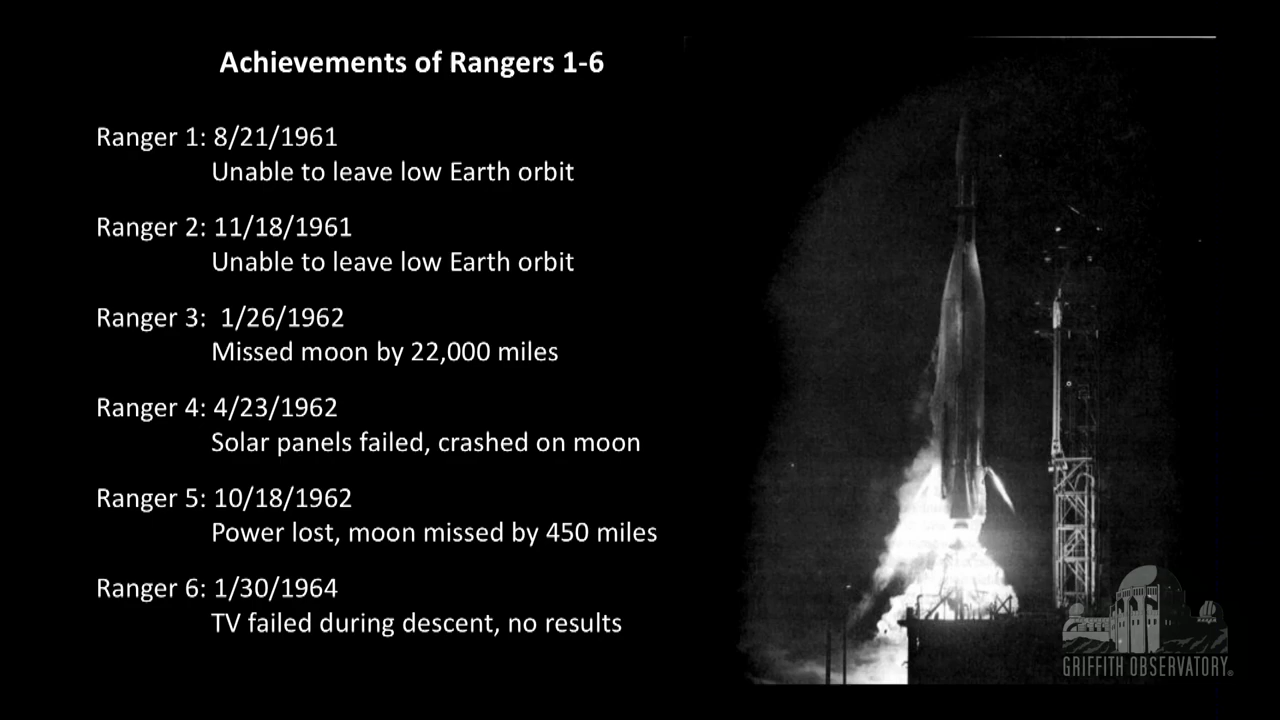 Achievements of Rangers 1-6
Ranger 1: 8/21/1961
Unable to leave low Earth orbit
Ranger 2: 11/18/1961
Unable to leave low Earth orbit
Ranger 3: 1/26/1962
Missed moon by 22,000 miles
Ranger 4: 4/23/1962
Solar panels failed, crashed on moon
Ranger 5: 10/18/1962
Power lost, moon missed by 450 miles
Ranger 6: 1/30/1964
TV failed during descent, no results
GRIFFITH OBSERVATORY®